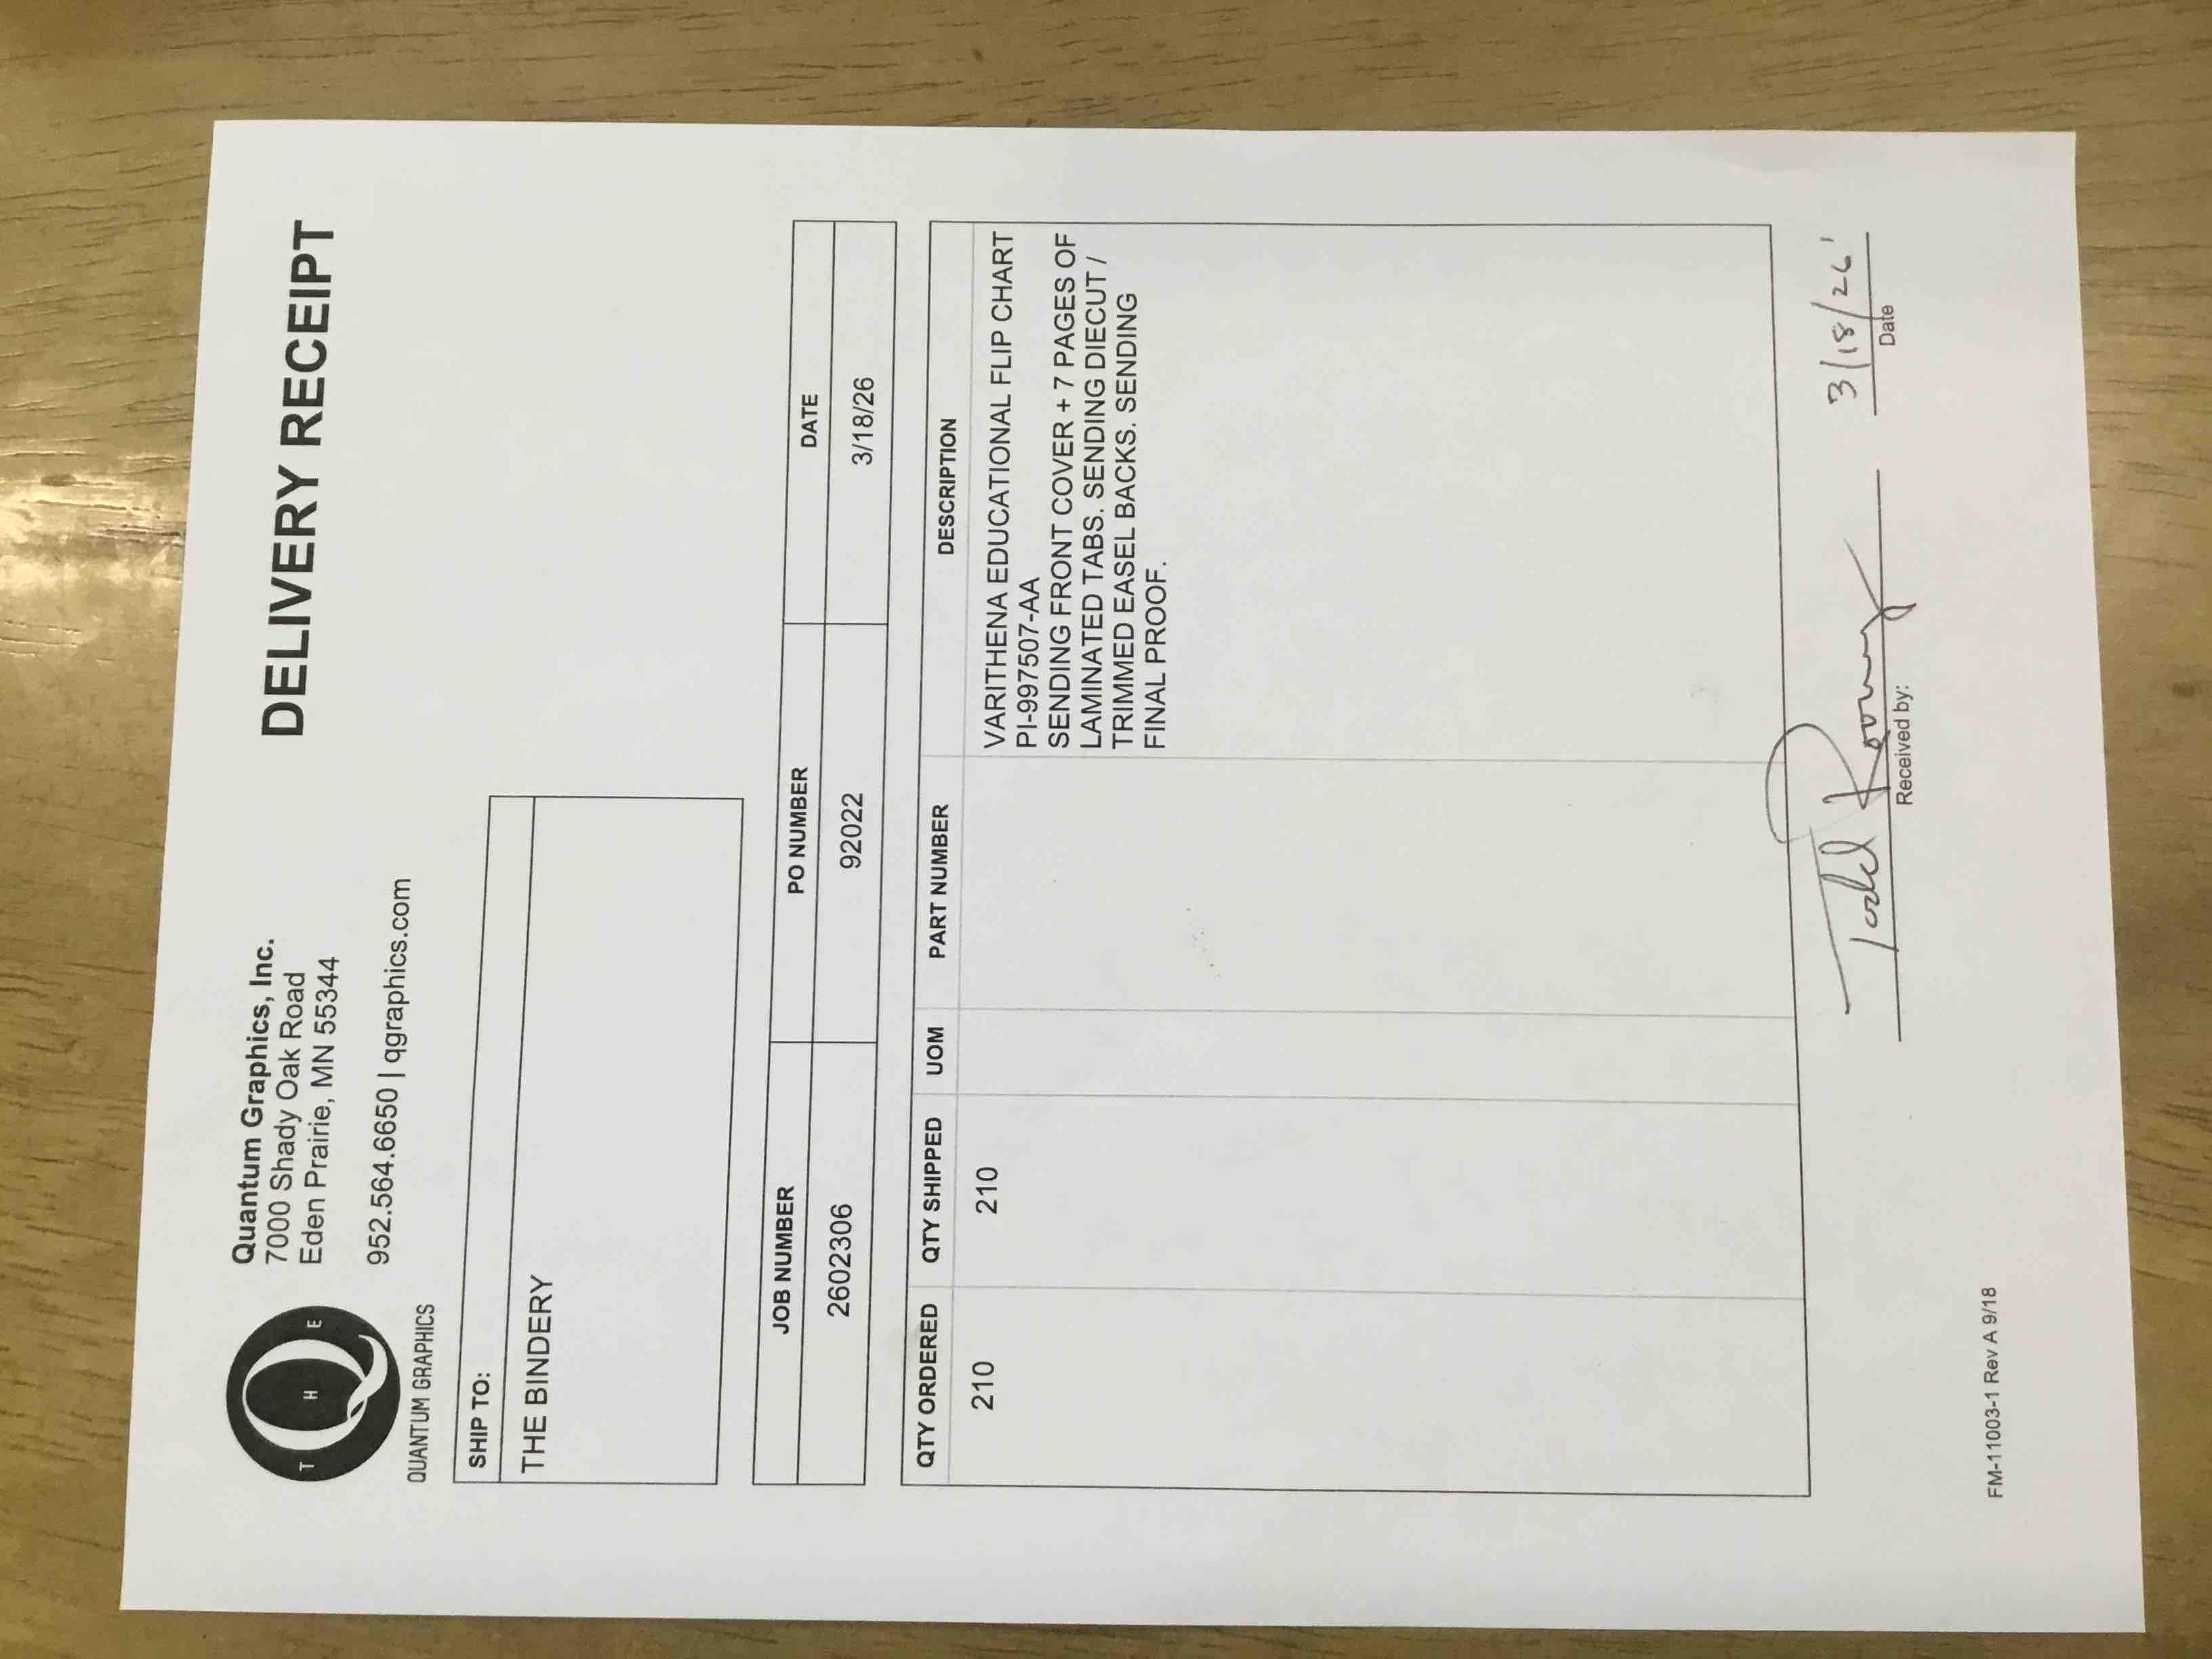 THE
QUANTUM GRAPHICS
Quantum Graphics, Inc.
7000 Shady Oak Road
Eden Prairie, MN 55344
952.564.6650 | qgraphics.com
DELIVERY RECEIPT
SHIP TO:
THE BINDERY
JOB NUMBER PO NUMBER DATE
2602306 92022 3/18/26
QTY ORDERED QTY SHIPPED UOM PART NUMBER DESCRIPTION
210 210 VARITHENA EDUCATIONAL FLIP CHART
PI-997507-AA
SENDING FRONT COVER + 7 PAGES OF
LAMINATED TABS. SENDING DIECUT /
TRIMMED EASEL BACKS. SENDING
FINAL PROOF.
Todd 3/18/26
Received by: Date
FM-11003-1 Rev A 9/18